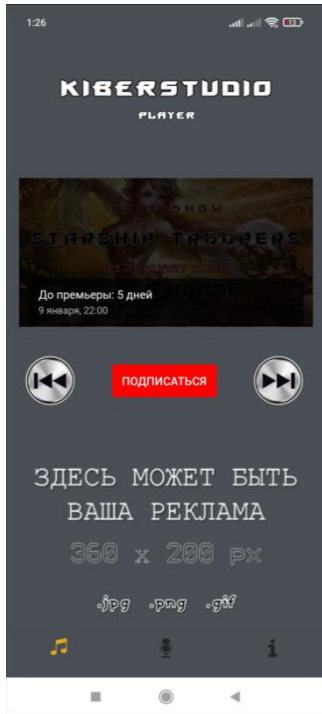 1:26
13
KIBERSTUDIO
PLAYER
SHOW
STARSHIP TROOPERS
До премьеры: 5 дней
9 января, 22:00
ПОДПИСАТЬСЯ
ЗДЕСЬ МОЖЕТ БЫТЬ
ВАША РЕКЛАМА
360 x 200 px
.jpg .png .gif